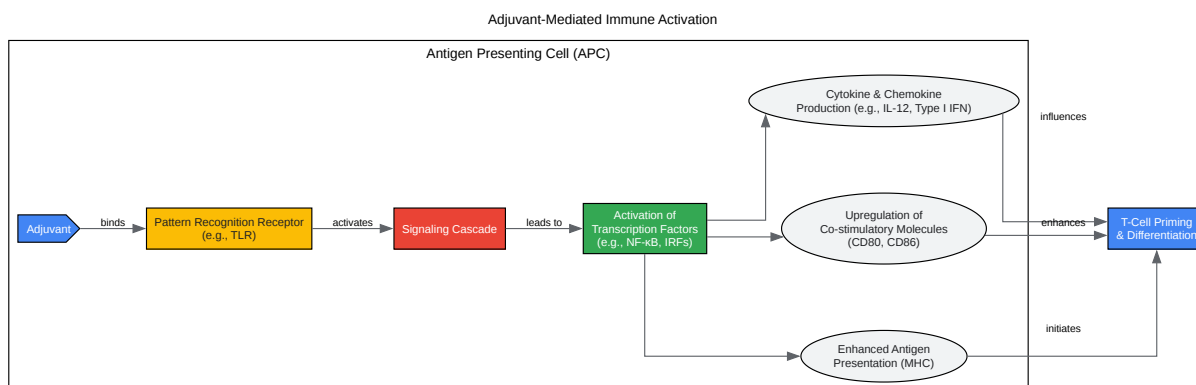 Adjuvant-Mediated Immune Activation
Antigen Presenting Cell (APC)
Adjuvant
binds
Pattern Recognition Receptor
(e.g., TLR)
activates
Signaling Cascade
leads to
Activation of
Transcription Factors
(e.g., NF-κB, IRFs)
Cytokine & Chemokine
Production (e.g., IL-12, Type I IFN)
influences
Upregulation of
Co-stimulatory Molecules
(CD80, CD86)
enhances
Enhanced Antigen
Presentation (MHC)
initiates
T-Cell Priming
& Differentiation